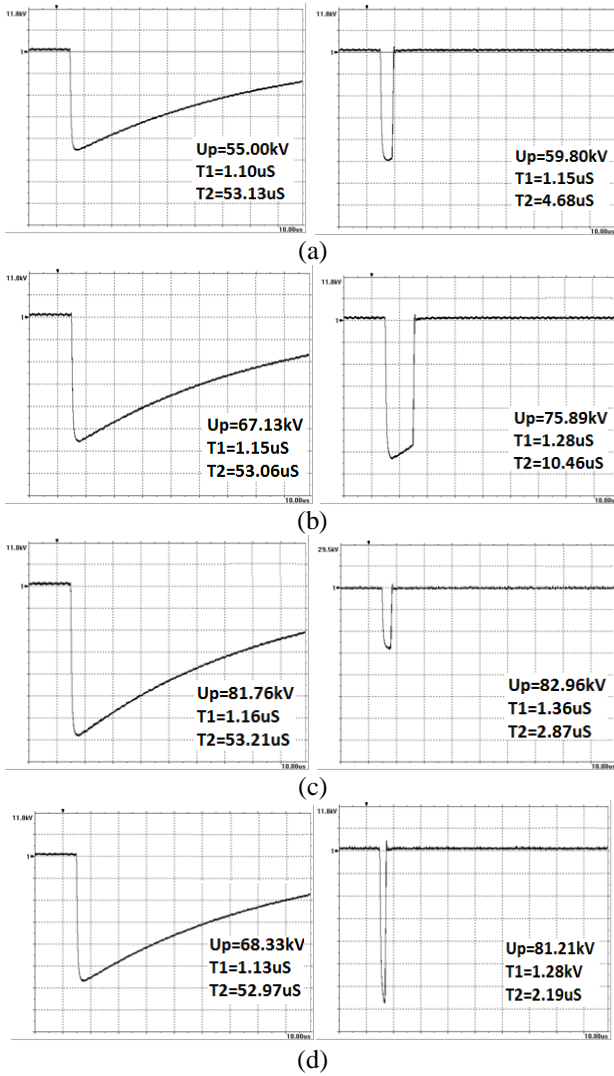 11.8kV
1
Up=55.00kV
T1=1.10uS
T2=53.13uS
10.00us
11.8kV
1
Up=59.80kV
T1=1.15uS
T2=4.68uS
10.00us
(a)
11.8kV
1
Up=67.13kV
T1=1.15uS
T2=53.06uS
10.00us
11.8kV
1
Up=75.89kV
T1=1.28uS
T2=10.46uS
10.00us
(b)
11.8kV
1
Up=81.76kV
T1=1.16uS
T2=53.21uS
10.00us
29.5kV
1
Up=82.96kV
T1=1.36uS
T2=2.87uS
10.00us
(c)
11.8kV
1
Up=68.33kV
T1=1.13uS
T2=52.97uS
10.00us
11.8kV
1
Up=81.21kV
T1=1.28kV
T2=2.19uS
10.00us
(d)